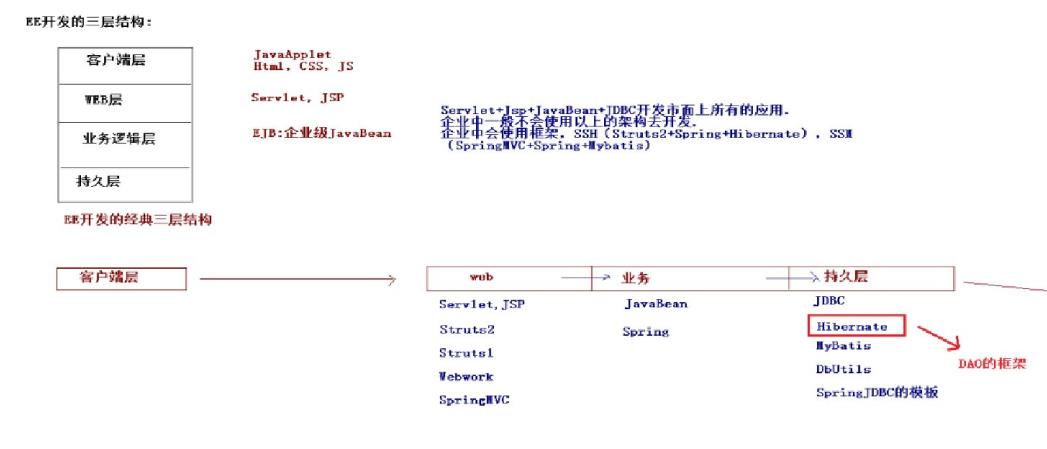 EE开发的三层结构:
客户端层
JavaApplet
Html, CSS, JS
WEB层
Servlet, JSP
业务逻辑层
EJB:企业级JavaBean
Servlet+Jsp+JavaBean+JDBC开发市面上所有的应用.
企业中一般不会使用以上的架构去开发.
企业中会使用框架, SSH(Struts2+Spring+Hibernate), SSM
(SpringMVC+Spring+Mybatis)
持久层
EE开发的经典三层结构
客户端层
web
业务
持久层
Servlet,JSP
JavaBean
JDBC
Struts2
Spring
Hibernate
Struts1
MyBatis
DAO的框架
Webwork
DbUtils
SpringMVC
SpringJDBC的模板